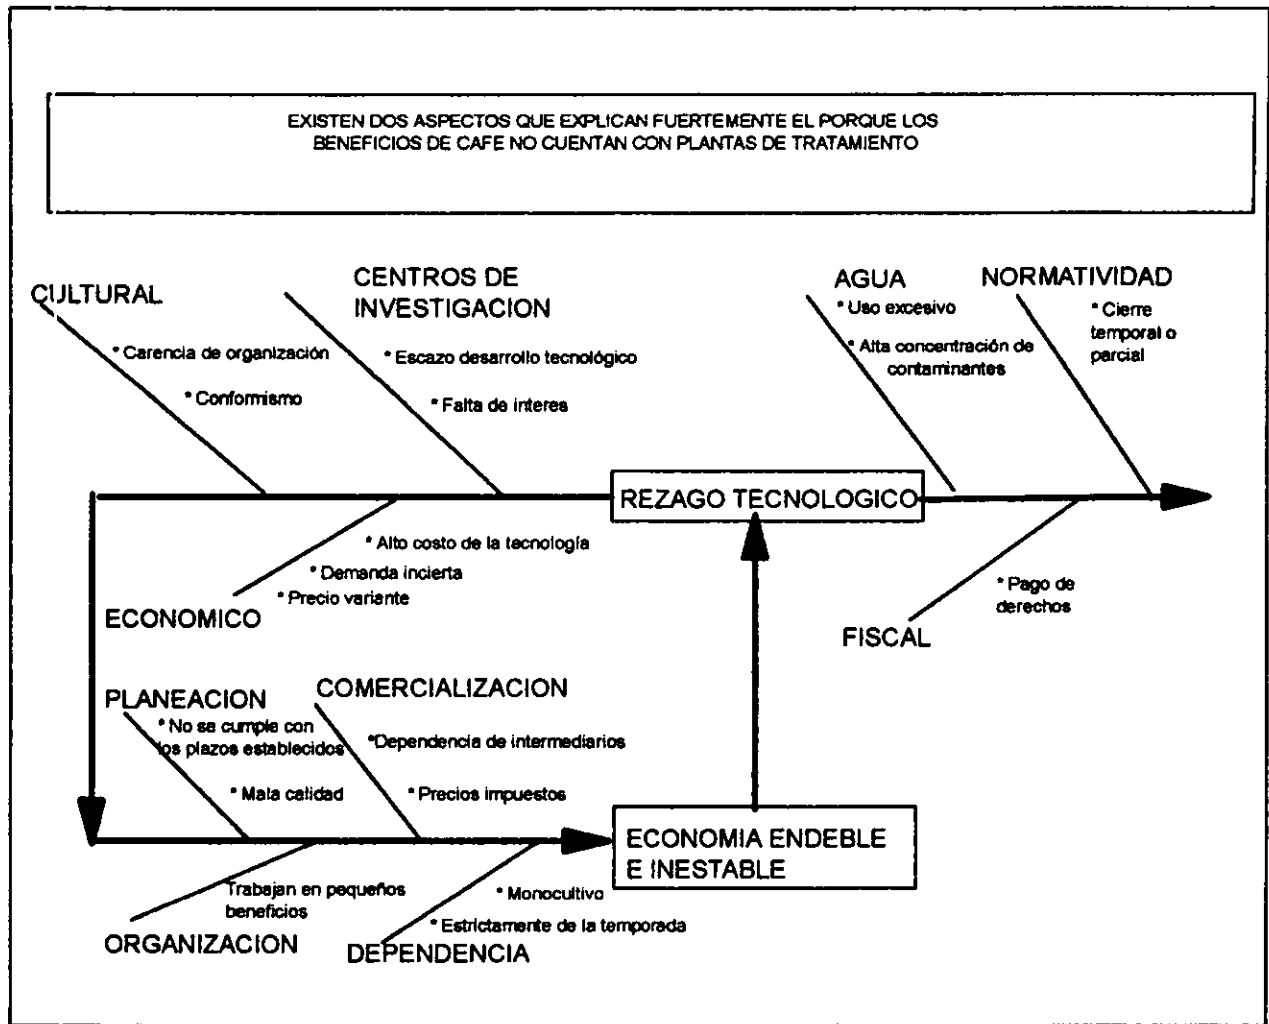 EXISTEN DOS ASPECTOS QUE EXPLICAN FUERTEMENTE EL PORQUE LOS
BENEFICIOS DE CAFE NO CUENTAN CON PLANTAS DE TRATAMIENTO
CULTURAL
* Carencia de organización
* Conformismo
CENTROS DE
INVESTIGACION
* Escazo desarrollo tecnológico
* Falta de interes
AGUA
* Uso excesivo
* Alta concentración de
contaminantes
NORMATIVIDAD
* Cierre
temporal o
parcial
REZAGO TECNOLOGICO
* Alto costo de la tecnología
* Demanda incierta
* Precio variante
ECONOMICO
* Pago de
derechos
FISCAL
PLANEACION
* No se cumple con
los plazos establecidos
* Mala calidad
COMERCIALIZACION
*Dependencia de intermediarios
* Precios impuestos
ECONOMIA ENDEBLE
E INESTABLE
Trabajan en pequeños
beneficios
ORGANIZACION
* Monocultivo
* Estrictamente de la temporada
DEPENDENCIA